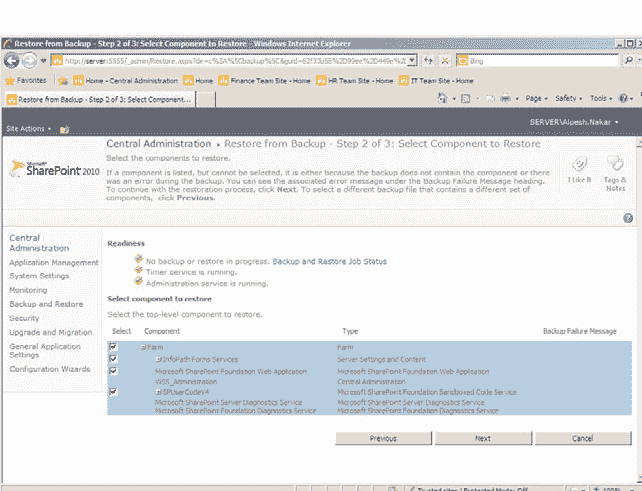 Restore from Backup - Step 2 of 3: Select Component to Restore - Windows Internet Explorer
Bing
Favorites Home - Central Administration Home Finance Team Site - Home HR Team Site - Home IT Team Site - Home
Restore from Backup - Step 2 of 3: Select Component...
Page Safety Tools
SERVER\Alpesh.Nakar
Site Actions
Microsoft SharePoint 2010
Central Administration Restore from Backup - Step 2 of 3: Select Component to Restore
Select the components to restore.
If a component is listed, but cannot be selected, it is either because the backup does not contain the component or there
was an error during the backup. You can see the associated error message under the Backup Failure Message heading.
To continue with the restoration process, click Next. To select a different backup file that contains a different set of
components, click Previous.
I Like It
Tags &
Notes
Central
Administration
Application Management
System Settings
Monitoring
Backup and Restore
Security
Upgrade and Migration
General Application
Settings
Configuration Wizards
Readiness
No backup or restore in progress. Backup and Restore Job Status
Timer service is running.
Administration service is running.
Select component to restore
Select the top-level component to restore.
Select Component Type Backup Failure Message
Farm Farm
InfoPath Forms Services Server Settings and Content
Microsoft SharePoint Foundation Web Application Microsoft SharePoint Foundation Web Application
WSS_Administration Central Administration
SPUserCodeV4 Microsoft SharePoint Foundation Sandboxed Code Service
Microsoft SharePoint Server Diagnostics Service Microsoft SharePoint Server Diagnostics Service
Microsoft SharePoint Foundation Diagnostics Service Microsoft SharePoint Foundation Diagnostics Service
Previous Next Cancel
Trusted sites | Protected Mode: Off